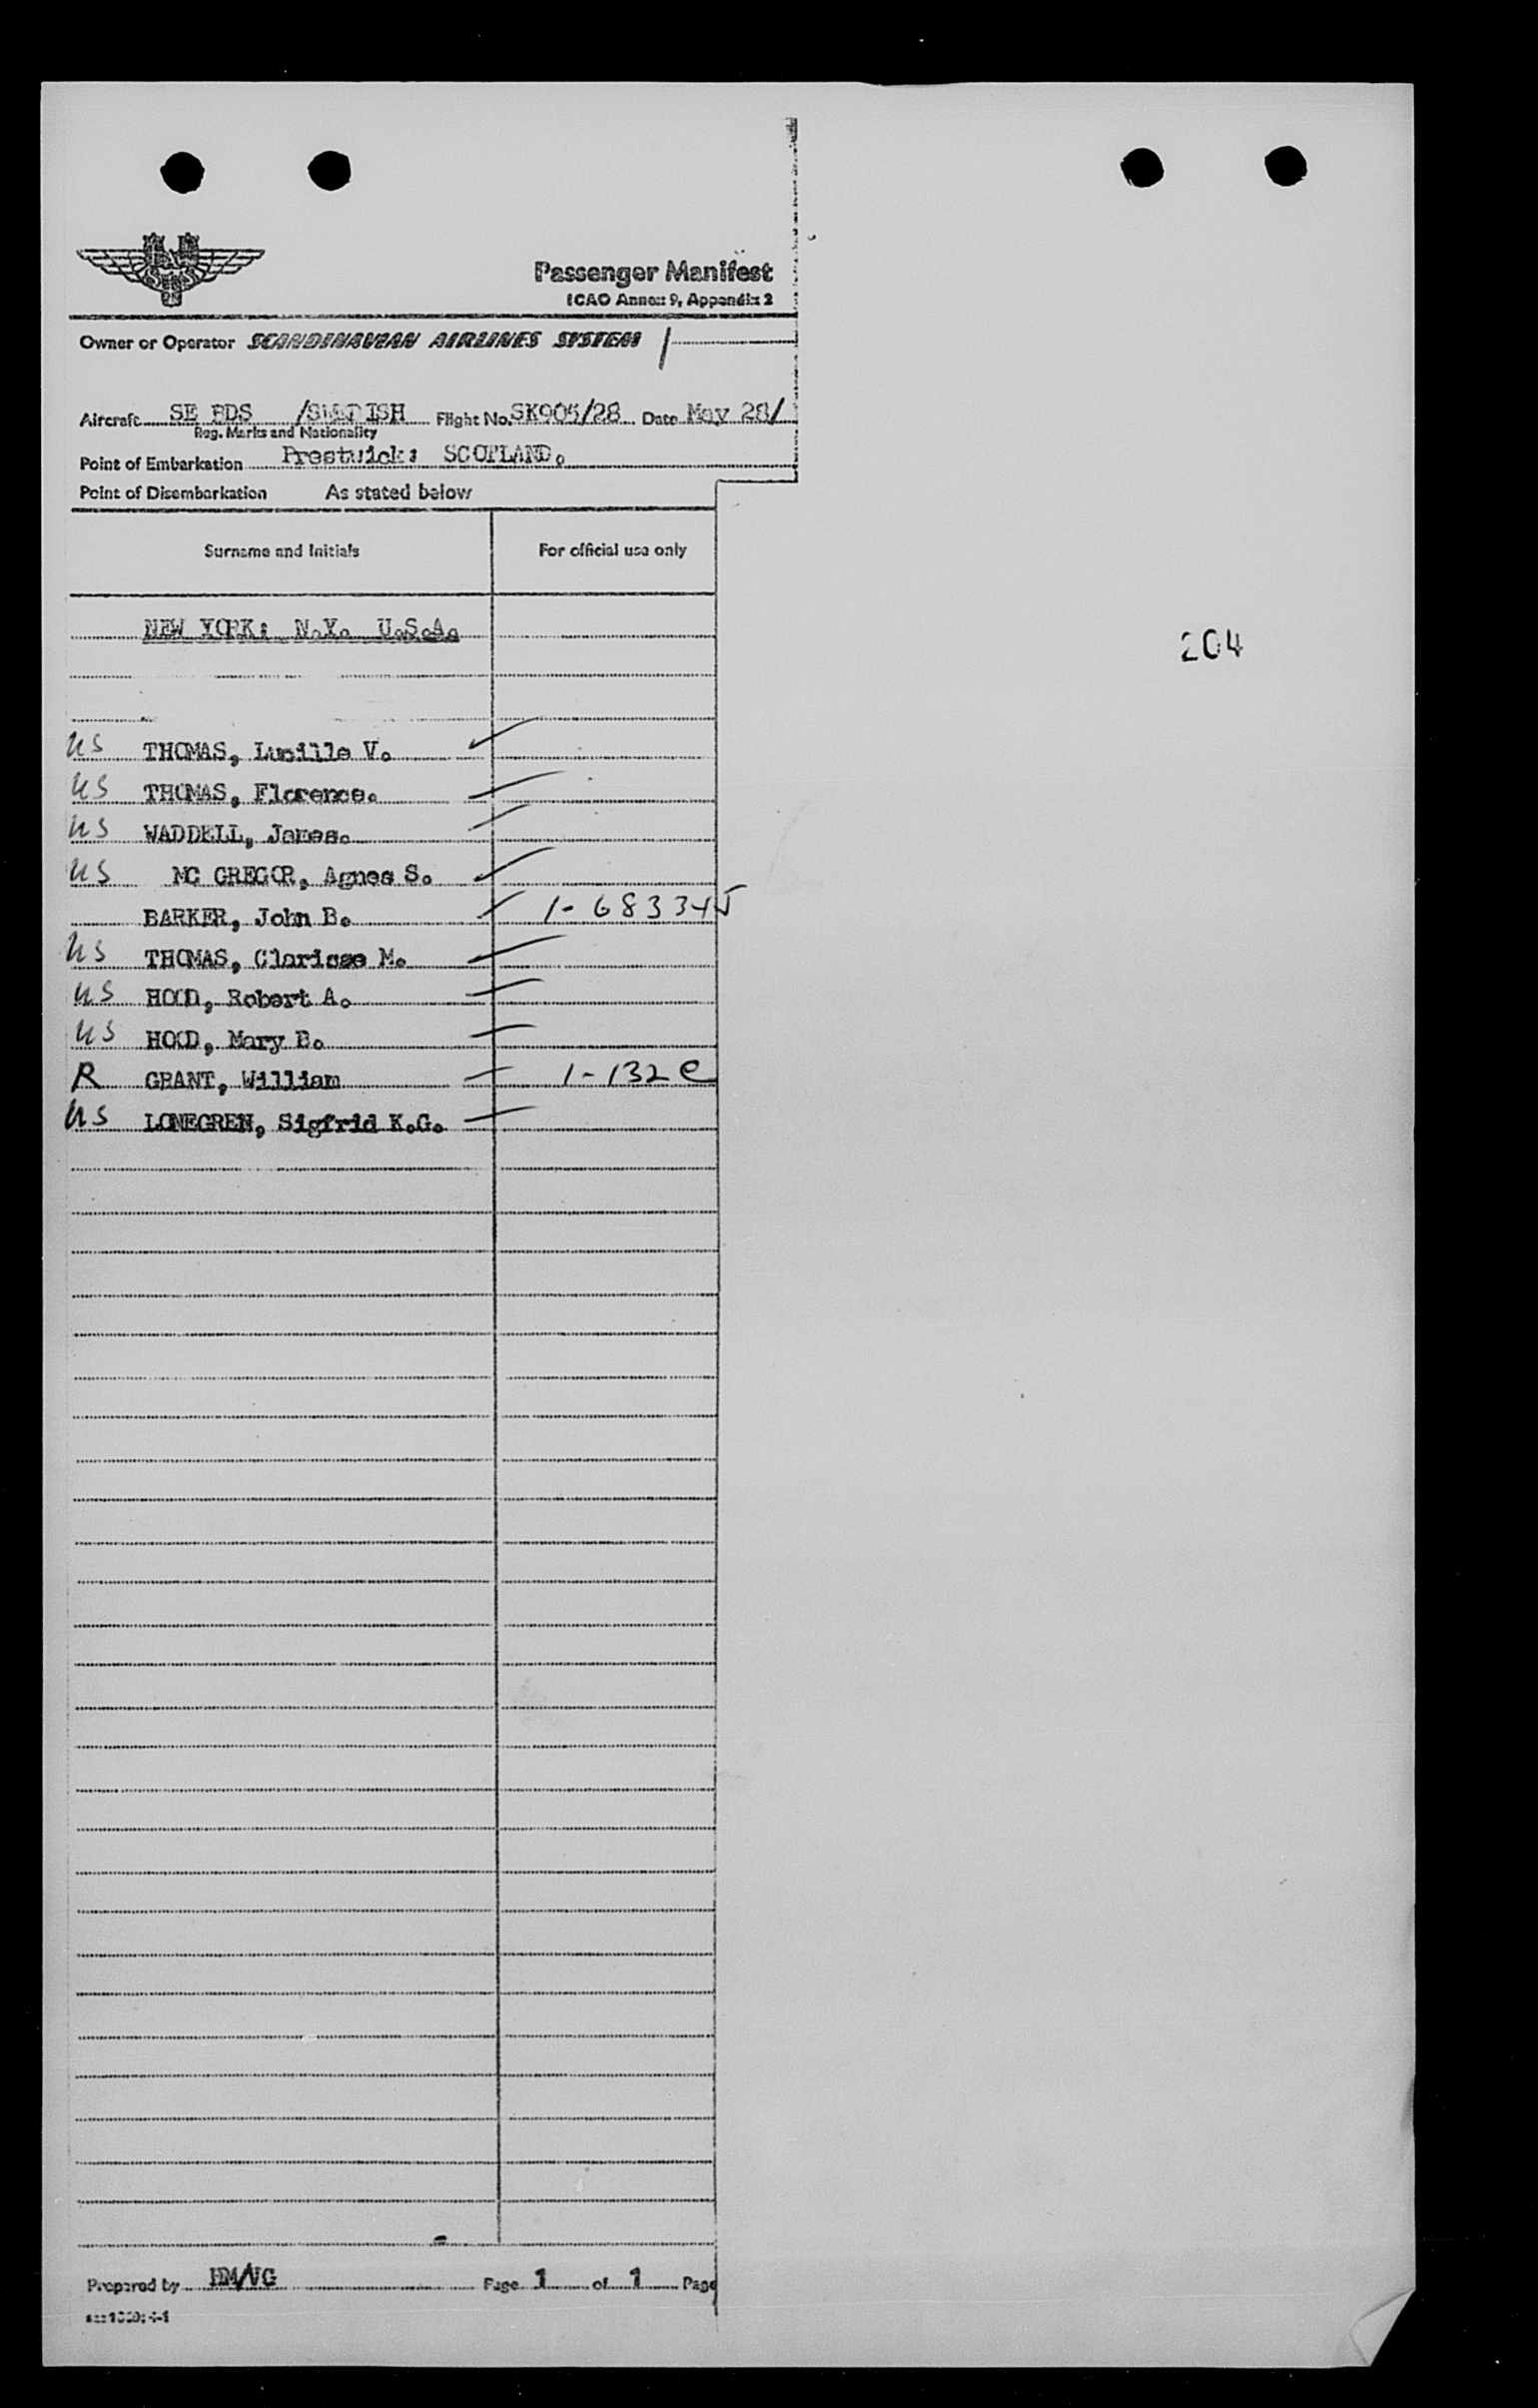 Passenger Manifest
ICAO Annex 9, Appendix 2
Owner or Operator SCANDINAVIAN AIRLINES SYSTEM /
Aircraft SE BDS /SWEDISH Flight No. SK905/28 Date May 28/
Reg. Marks and Nationality
Point of Embarkation Prestwick: SCOTLAND.
Point of Disembarkation As stated below
Surname and Initials For official use only
NEW YORK: N.Y. U.S.A.
204
US THOMAS, Lucille V.
US THOMAS, Florence.
US WADDELL, James.
US MC GREGOR, Agnes S.
BARKER, John B. 1-683345
US THOMAS, Clarisse M.
US HOOD, Robert A.
US HOOD, Mary B.
R GRANT, William 1-132 C
US LONEGREN, Sigfrid K.G.
Prepared by HM/VG Page 1 of 1 Page